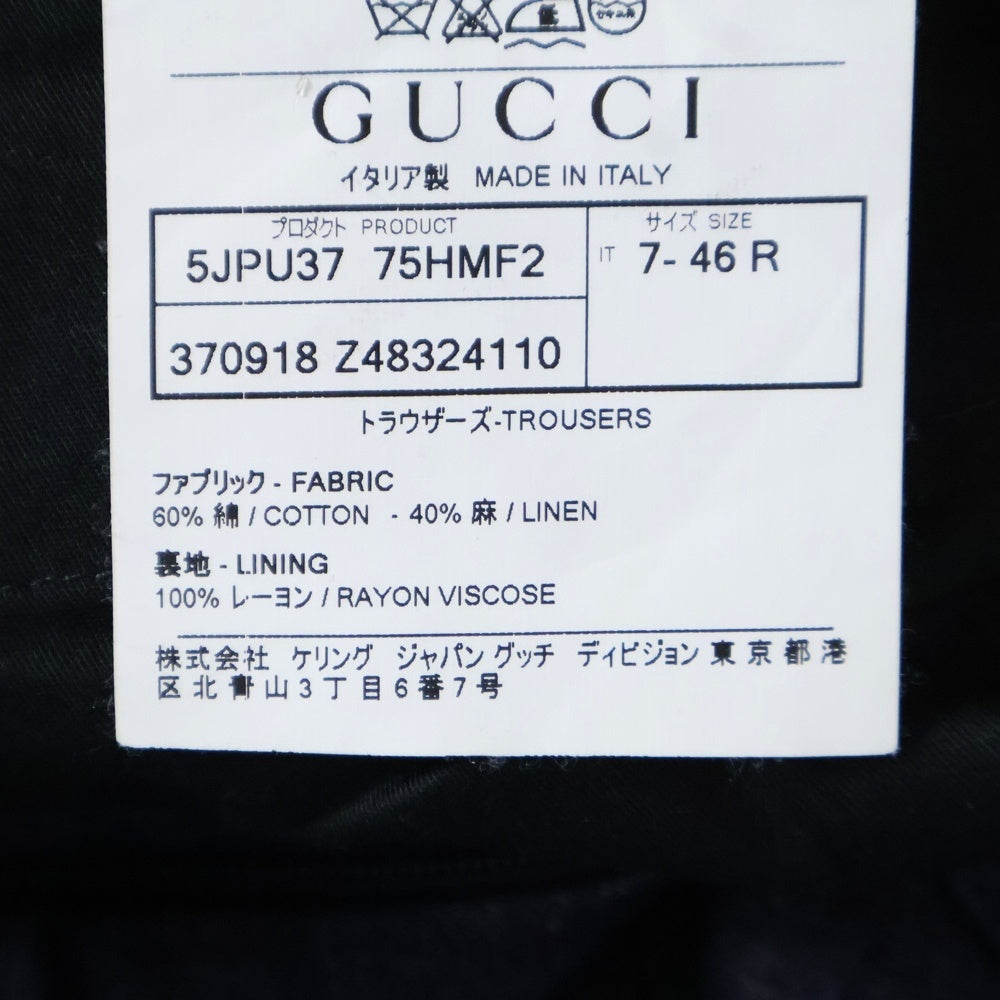 低
GUCCI
イタリア製 MADE IN ITALY
プロダクト PRODUCT
5JPU37 75HMF2
サイズ SIZE
IT 7- 46 R
370918 Z48324110
トラウザーズ-TROUSERS
ファブリック - FABRIC
60% 綿 / COTTON - 40% 麻 / LINEN
裏地 - LINING
100% レーヨン / RAYON VISCOSE
株式会社 ケリング ジャパン グッチ ディビジョン 東京都港
区北青山3丁目6番7号